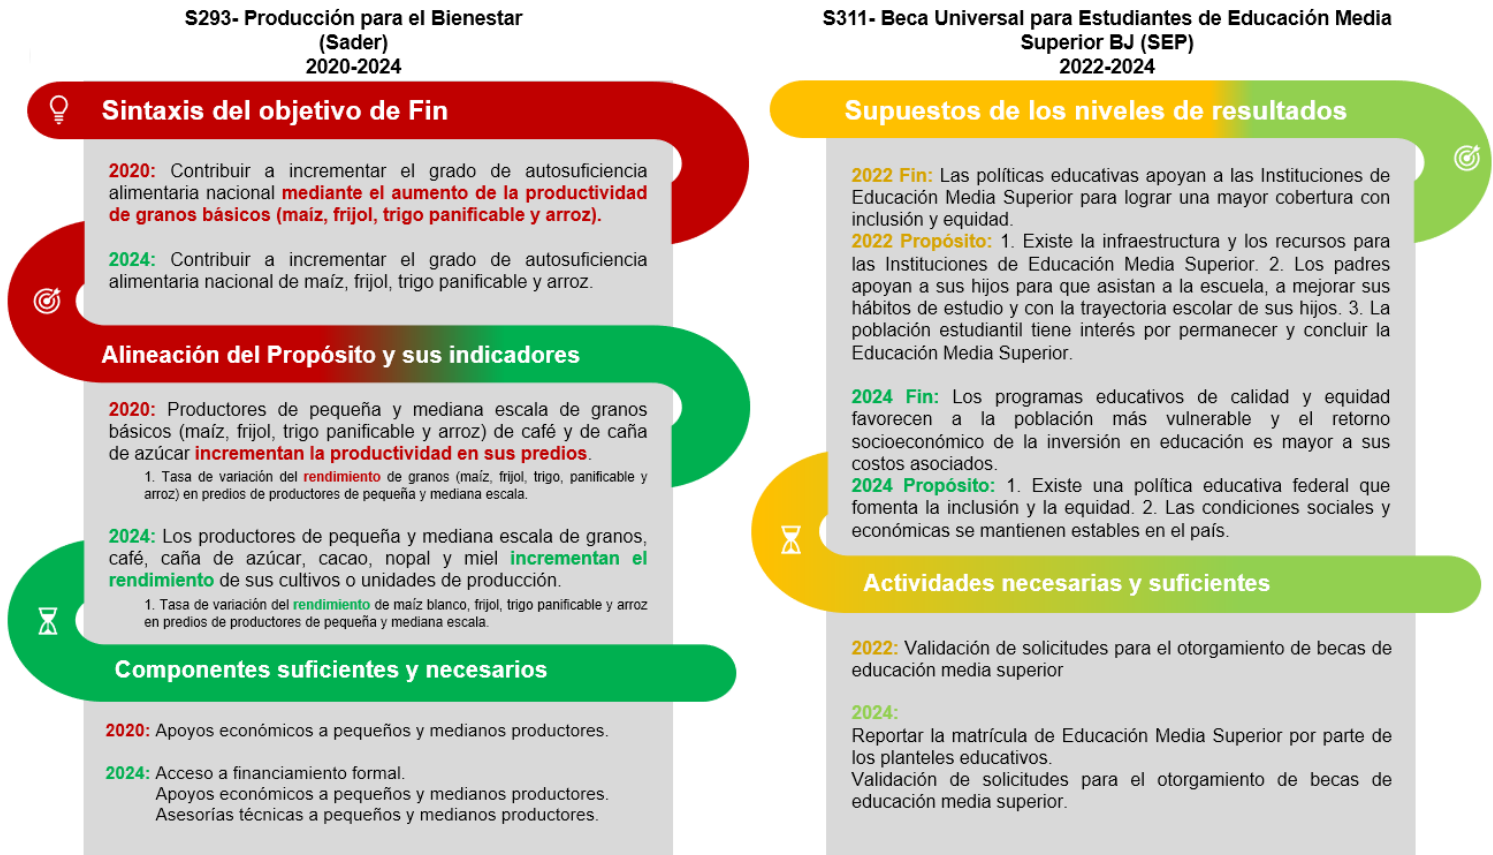 S293- Producción para el Bienestar
(Sader)
2020-2024
Sintaxis del objetivo de Fin
2020: Contribuir a incrementar el grado de autosuficiencia
alimentaria nacional mediante el aumento de la productividad
de granos básicos (maíz, frijol, trigo panificable y arroz).
2024: Contribuir a incrementar el grado de autosuficiencia
alimentaria nacional de maíz, frijol, trigo panificable y arroz.
Alineación del Propósito y sus indicadores
2020: Productores de pequeña y mediana escala de granos
básicos (maíz, frijol, trigo panificable y arroz) de café y de caña
de azúcar incrementan la productividad en sus predios.
1. Tasa de variación del rendimiento de granos (maíz, frijol, trigo, panificable y
arroz) en predios de productores de pequeña y mediana escala.
2024: Los productores de pequeña y mediana escala de granos,
café, caña de azúcar, cacao, nopal y miel incrementan el
rendimiento de sus cultivos o unidades de producción.
1. Tasa de variación del rendimiento de maíz blanco, frijol, trigo panificable y arroz
en predios de productores de pequeña y mediana escala.
Componentes suficientes y necesarios
2020: Apoyos económicos a pequeños y medianos productores.
2024: Acceso a financiamiento formal.
Apoyos económicos a pequeños y medianos productores.
Asesorías técnicas a pequeños y medianos productores.
S311- Beca Universal para Estudiantes de Educación Media
Superior BJ (SEP)
2022-2024
Supuestos de los niveles de resultados
2022 Fin: Las políticas educativas apoyan a las Instituciones de
Educación Media Superior para lograr una mayor cobertura con
inclusión y equidad.
2022 Propósito: 1. Existe la infraestructura y los recursos para
las Instituciones de Educación Media Superior. 2. Los padres
apoyan a sus hijos para que asistan a la escuela, a mejorar sus
hábitos de estudio y con la trayectoria escolar de sus hijos. 3. La
población estudiantil tiene interés por permanecer y concluir la
Educación Media Superior.
2024 Fin: Los programas educativos de calidad y equidad
favorecen a la población más vulnerable y el retorno
socioeconómico de la inversión en educación es mayor a sus
costos asociados.
2024 Propósito: 1. Existe una política educativa federal que
fomenta la inclusión y la equidad. 2. Las condiciones sociales y
económicas se mantienen estables en el país.
Actividades necesarias y suficientes
2022: Validación de solicitudes para el otorgamiento de becas de
educación media superior
2024:
Reportar la matrícula de Educación Media Superior por parte de
los planteles educativos.
Validación de solicitudes para el otorgamiento de becas de
educación media superior.